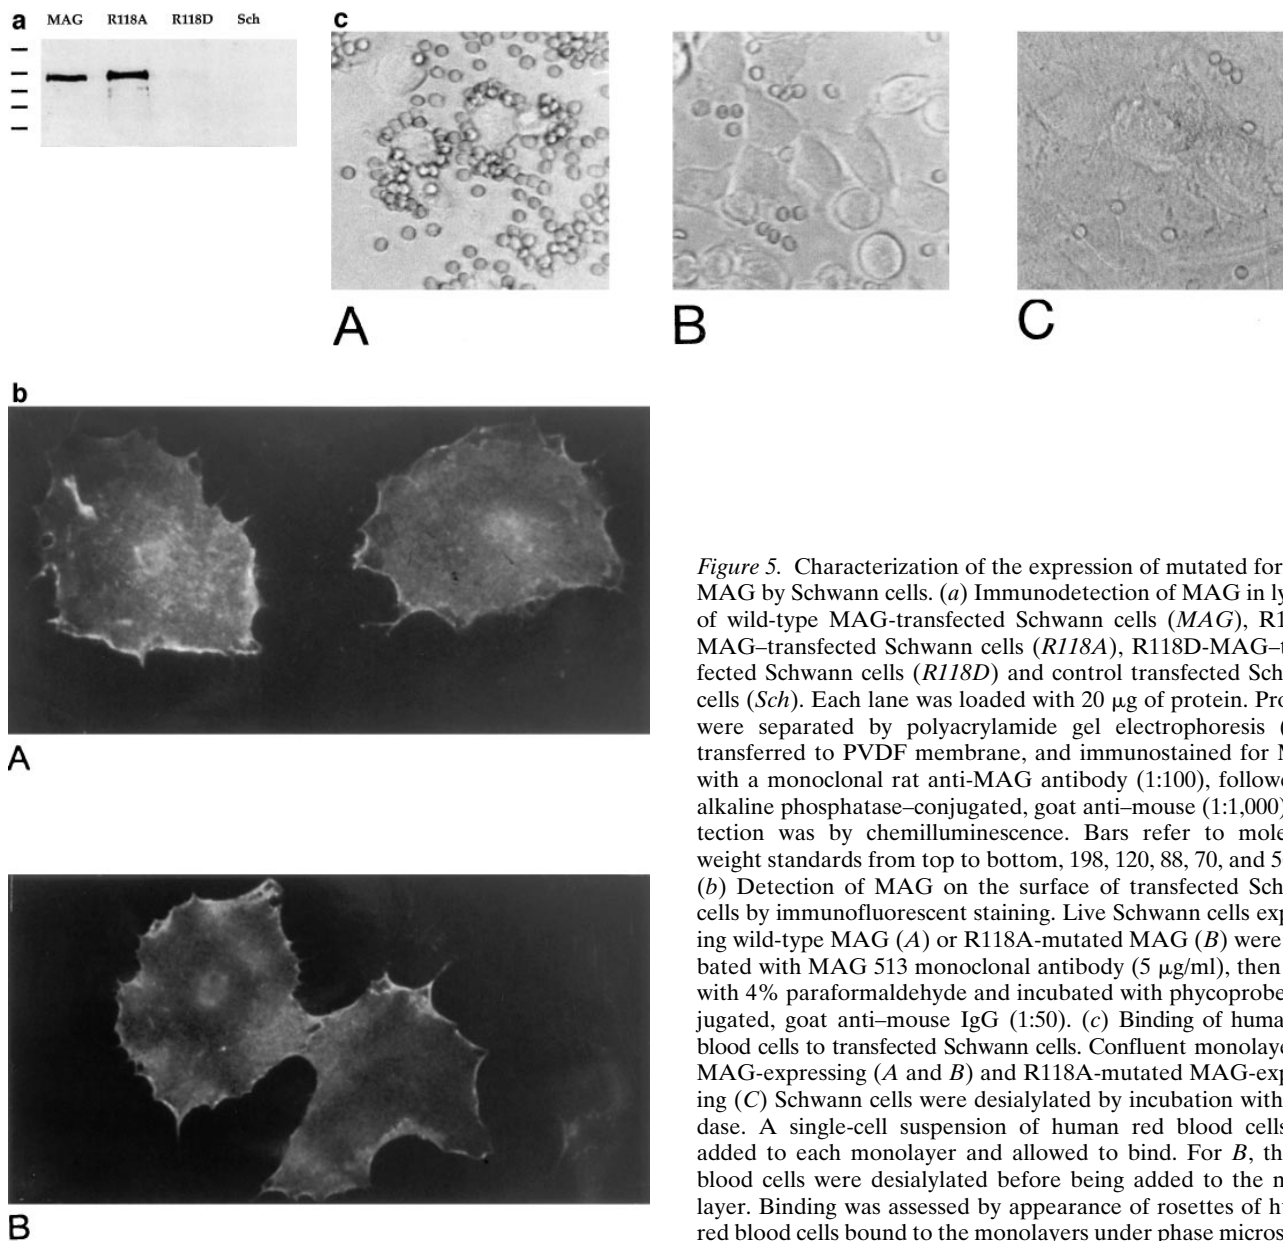 a
MAG R118A R118D Sch
c
A
B
C
b
A
B
Figure 5. Characterization of the expression of mutated for
MAG by Schwann cells. (a) Immunodetection of MAG in ly
of wild-type MAG-transfected Schwann cells (MAG), R1
MAG–transfected Schwann cells (R118A), R118D-MAG–t
fected Schwann cells (R118D) and control transfected Sch
cells (Sch). Each lane was loaded with 20 μg of protein. Pro
were separated by polyacrylamide gel electrophoresis (
transferred to PVDF membrane, and immunostained for M
with a monoclonal rat anti-MAG antibody (1:100), followe
alkaline phosphatase–conjugated, goat anti–mouse (1:1,000)
tection was by chemilluminescence. Bars refer to mole
weight standards from top to bottom, 198, 120, 88, 70, and 5
(b) Detection of MAG on the surface of transfected Sch
cells by immunofluorescent staining. Live Schwann cells exp
ing wild-type MAG (A) or R118A-mutated MAG (B) were
bated with MAG 513 monoclonal antibody (5 μg/ml), then
with 4% paraformaldehyde and incubated with phycoprobe
jugated, goat anti–mouse IgG (1:50). (c) Binding of human
blood cells to transfected Schwann cells. Confluent monolaye
MAG-expressing (A and B) and R118A-mutated MAG-exp
ing (C) Schwann cells were desialylated by incubation with
dase. A single-cell suspension of human red blood cells
added to each monolayer and allowed to bind. For B, th
blood cells were desialylated before being added to the m
layer. Binding was assessed by appearance of rosettes of h
red blood cells bound to the monolayers under phase micros